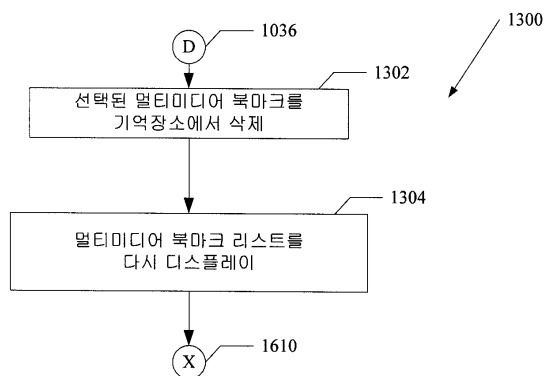 1300
D
1036
1302
선택된 멀티미디어 북마크를
기억장소에서 삭제
1304
멀티미디어 북마크 리스트를
다시 디스플레이
X
1610